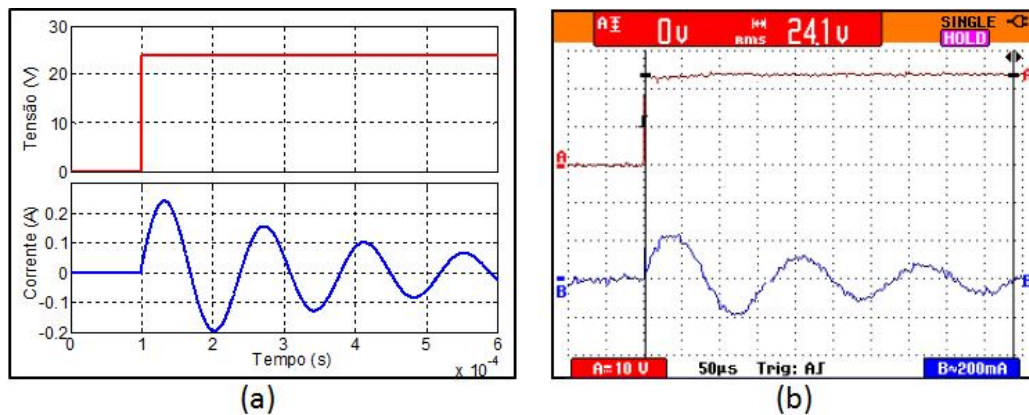 30
20
10
0
Tensão (V)
0.2
0.1
0
-0.1
-0.2
Corrente (A)
0 1 2 3 4 5 6
Tempo (s)
x 10⁻⁴
(a)
A 0V rms 24.1V
SINGLE
HOLD
A
A
B
B
A=10 V 50µs Trig: A B~200mA
(b)